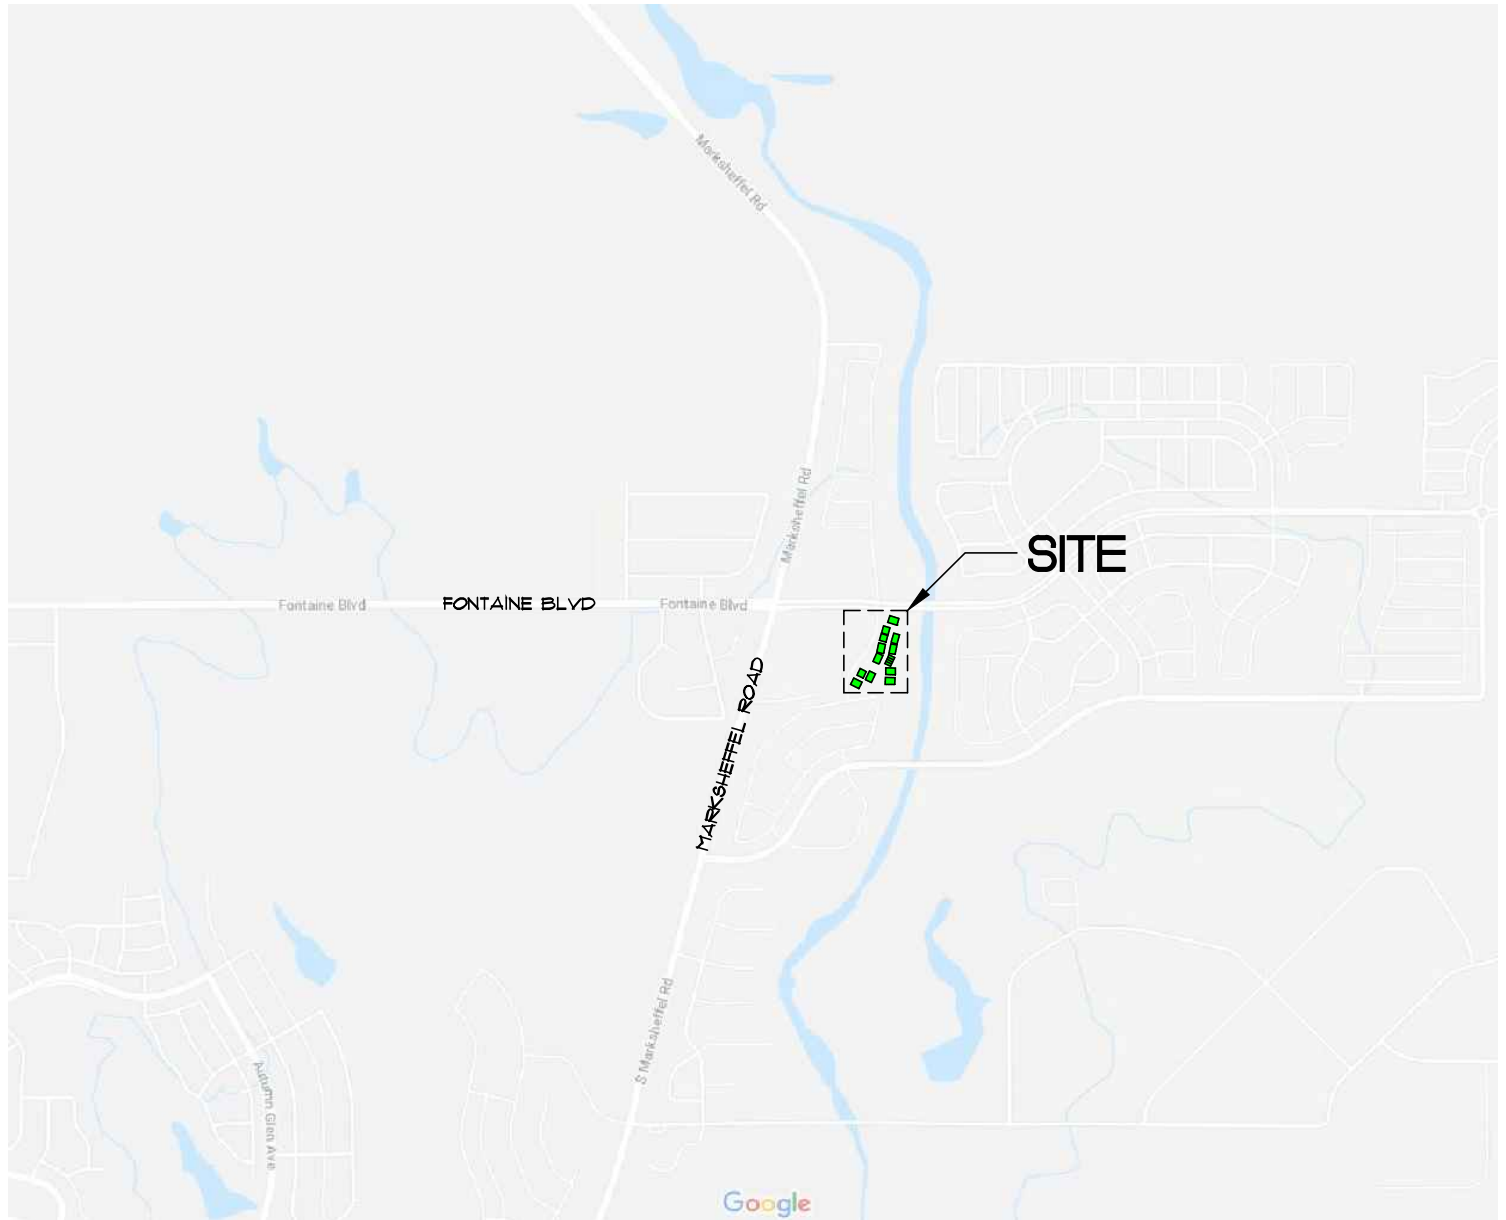 Marksheffel Rd
Marksheffel Rd
SITE
Fontaine Blvd
FONTAINE BLVD
Fontaine Blvd
MARKSHEFFEL ROAD
S Marksheffel Rd
Autumn Glen Ave
Google